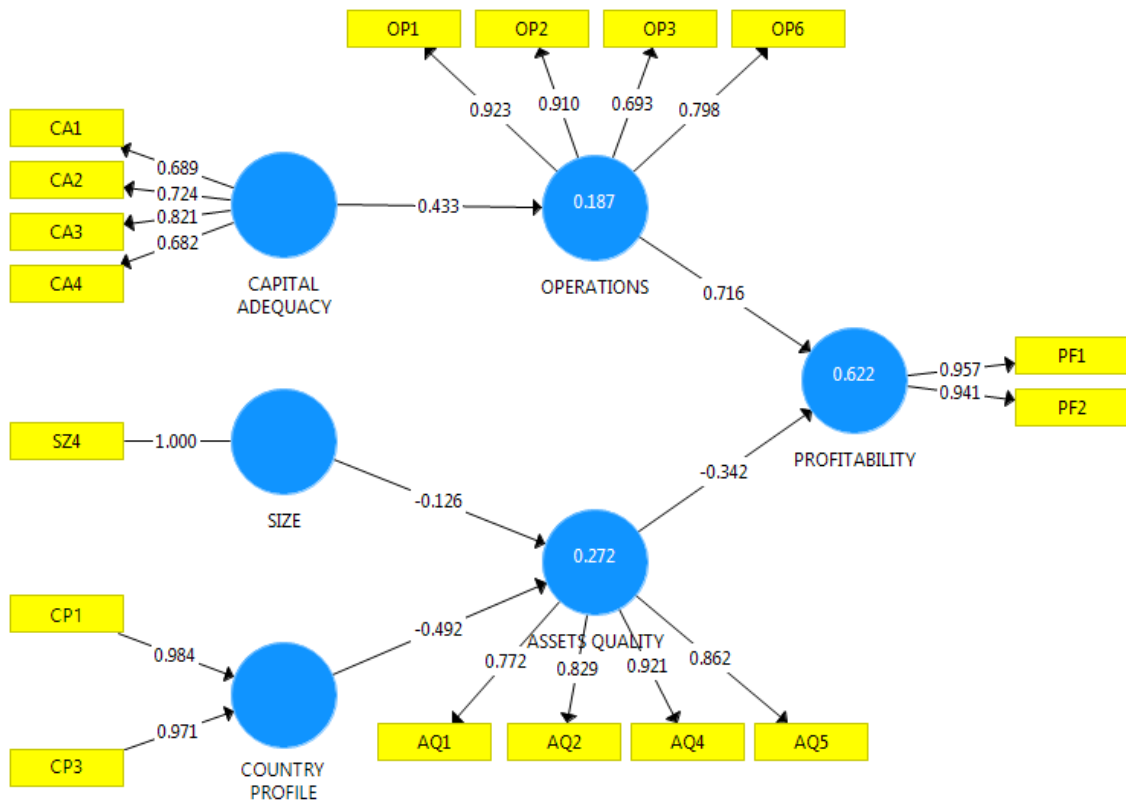 OP1 OP2 OP3 OP6
0.923 0.910 0.693 0.798
CA1
CA2
CA3
CA4
0.689
0.724
0.821
0.682
0.433
0.187
CAPITAL
ADEQUACY
OPERATIONS
0.716
SZ4
1.000
SIZE
-0.126
0.622
PROFITABILITY
0.957
0.941
PF1
PF2
-0.342
CP1
CP3
0.984
0.971
COUNTRY
PROFILE
-0.492
0.272
ASSETS QUALITY
0.772 0.829 0.921 0.862
AQ1 AQ2 AQ4 AQ5